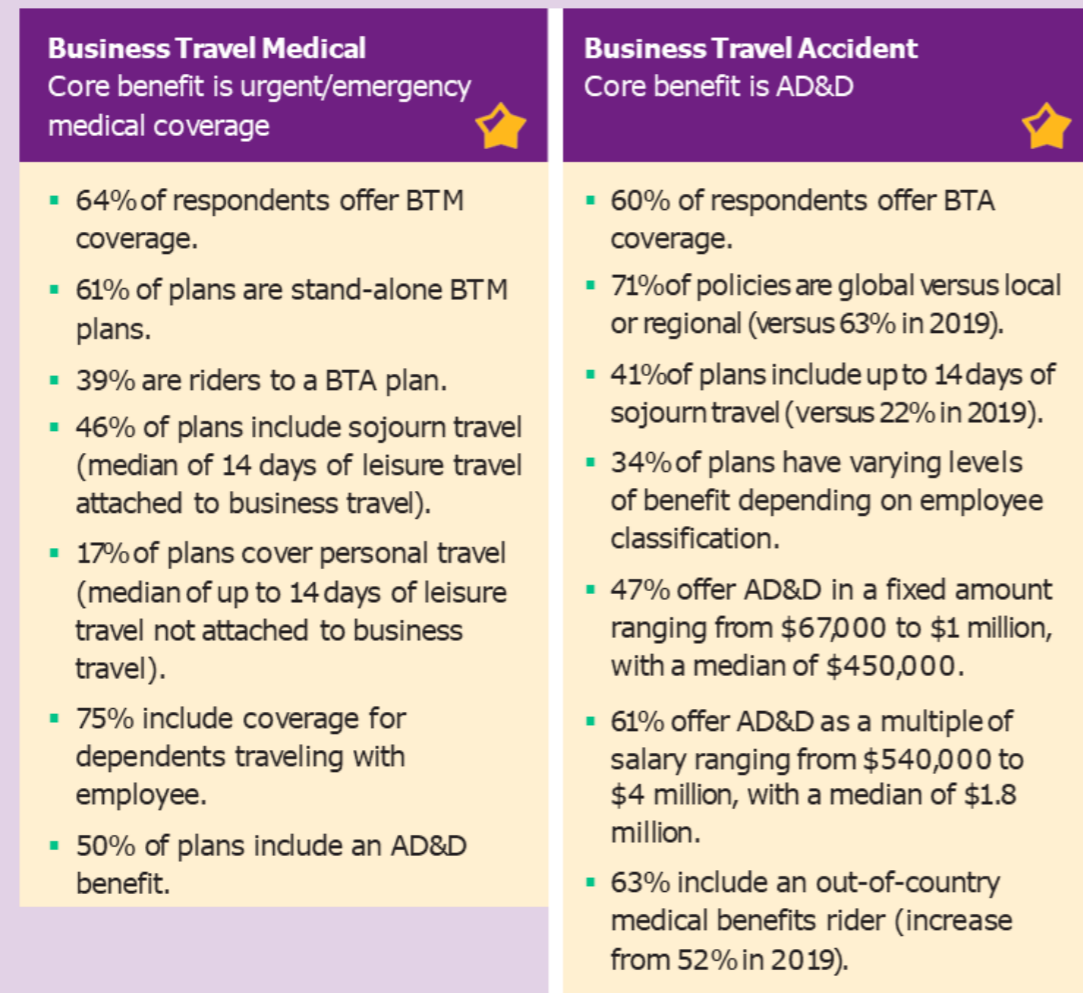 Business Travel Medical
Core benefit is urgent/emergency
medical coverage
64% of respondents offer BTM
coverage.
61% of plans are stand-alone BTM
plans.
39% are riders to a BTA plan.
46% of plans include sojourn travel
(median of 14 days of leisure travel
attached to business travel).
17% of plans cover personal travel
(median of up to 14 days of leisure
travel not attached to business
travel).
75% include coverage for
dependents traveling with
employee.
50% of plans include an AD&D
benefit.
Business Travel Accident
Core benefit is AD&D
60% of respondents offer BTA
coverage.
71% of policies are global versus local
or regional (versus 63% in 2019).
41% of plans include up to 14 days of
sojourn travel (versus 22% in 2019).
34% of plans have varying levels
of benefit depending on employee
classification.
47% offer AD&D in a fixed amount
ranging from $67,000 to $1 million,
with a median of $450,000.
61% offer AD&D as a multiple of
salary ranging from $540,000 to
$4 million, with a median of $1.8
million.
63% include an out-of-country
medical benefits rider (increase
from 52% in 2019).